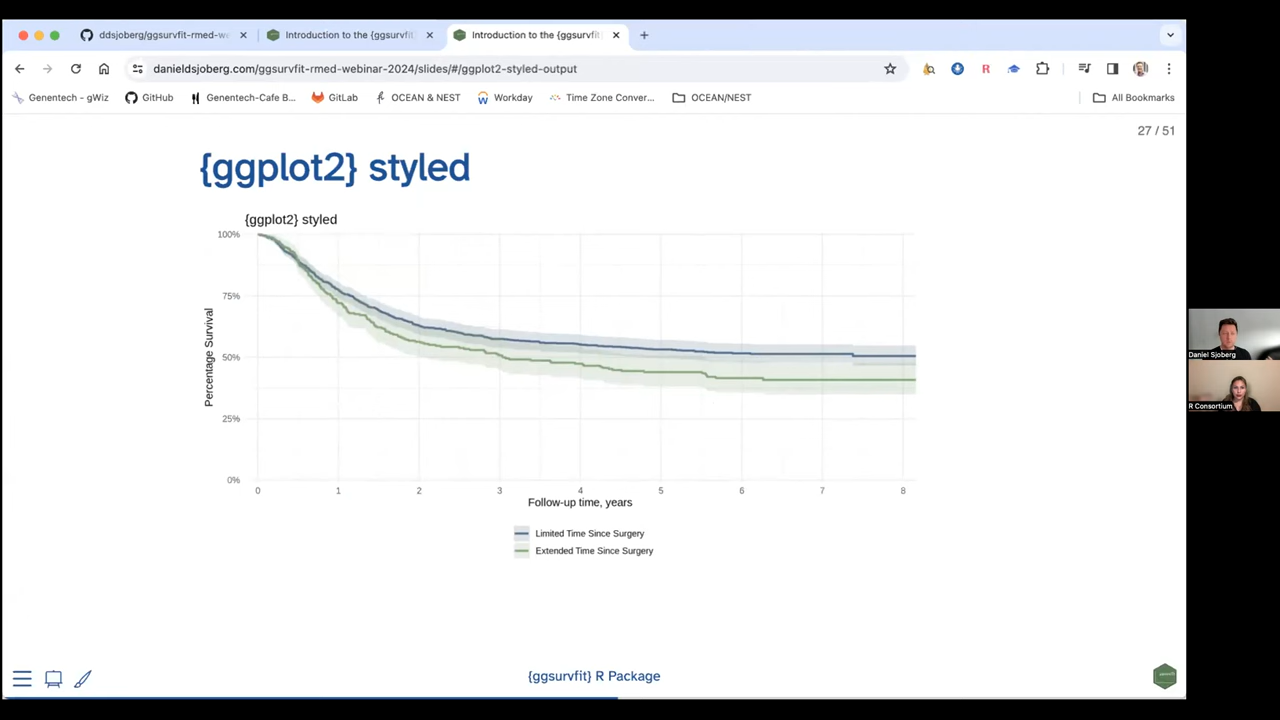 ddsjoberg/ggsurvfit-rmed-we
Introduction to the {ggsurvfit}
Introduction to the {ggsurvfit}
danieldsjoberg.com/ggsurvfit-rmed-webinar-2024/slides/#/ggplot2-styled-output
Genentech - gWiz
GitHub
Genentech-Cafe B...
GitLab
OCEAN & NEST
Workday
Time Zone Conver...
OCEAN/NEST
All Bookmarks
27 / 51
{ggplot2} styled
{ggplot2} styled
100%
75%
50%
25%
0%
Percentage Survival
0 1 2 3 4 5 6 7 8
Follow-up time, years
Limited Time Since Surgery
Extended Time Since Surgery
{ggsurvfit} R Package
Daniel Sjoberg
R Consortium